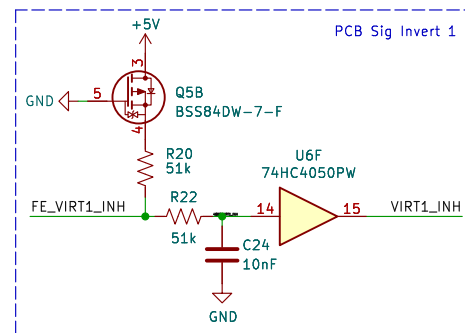 +5V
PCB Sig Invert 1
3
GND
5
Q5B
BSS84DW-7-F
4
R20
51k
U6F
74HC4050PW
FE_VIRT1_INH
R22
14
15
VIRT1_INH
51k
C24
10nF
GND